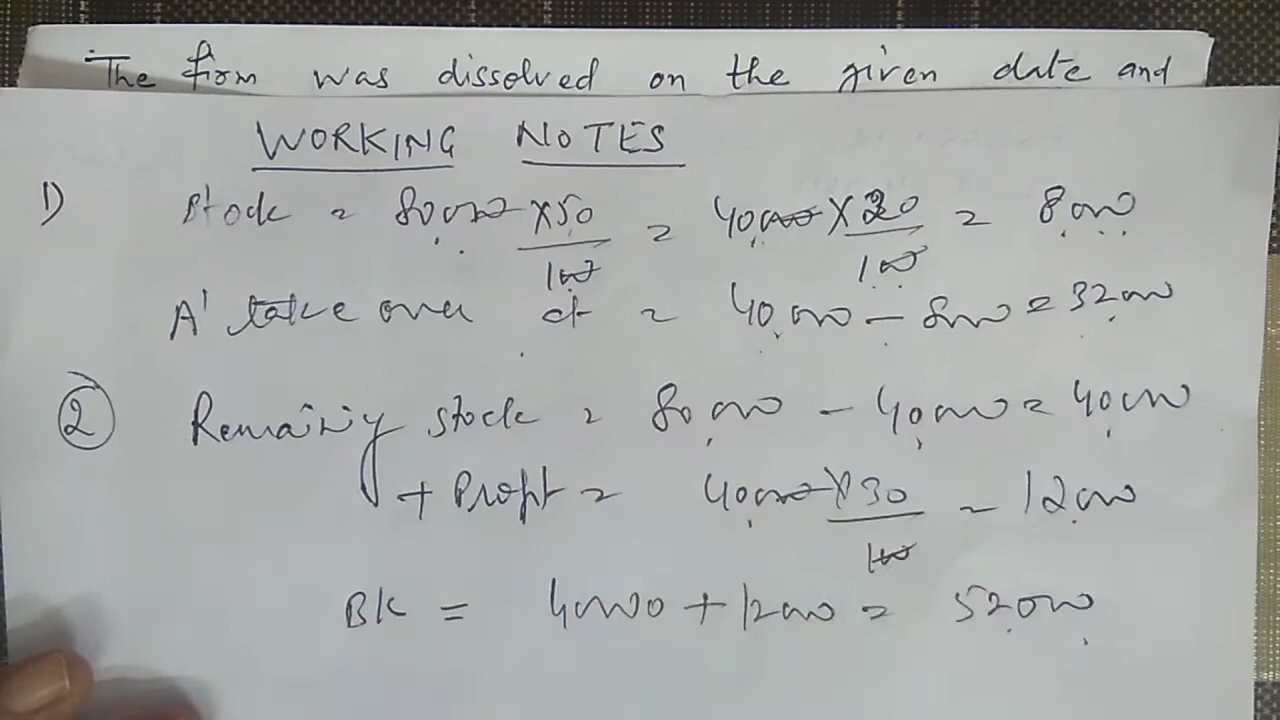 The firm was dissolved on the given date and
WORKING NOTES
1) Stock = 80000 × 50/100 = 40000 × 20/100 = 8000
A' take over at = 40000 – 8000 = 32000
2 Remaining stock = 80000 – 40000 = 40000
+ Profit = 40000 × 30/100 = 12000
BK = 40000 + 12000 = 52000